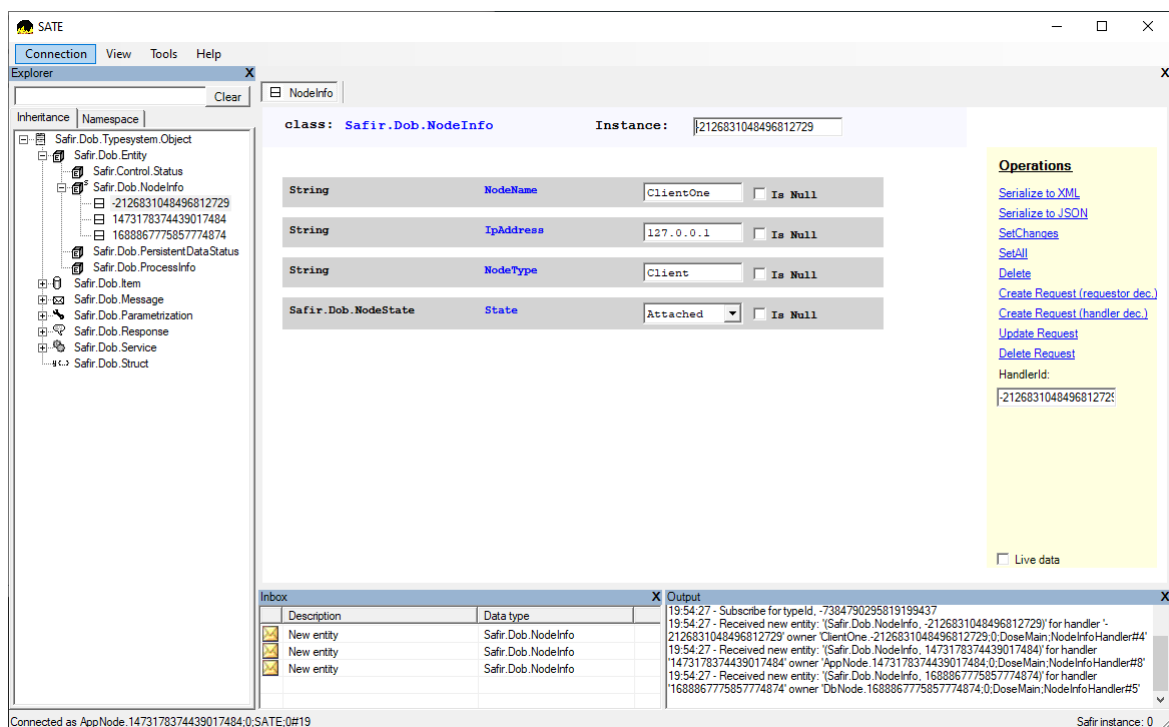 SATE
Connection View Tools Help
Explorer X
X
Clear
NodeInfo
Inheritance Namespace
Safir.Dob.Typesystem.Object
Safir.Dob.Entity
Safir.Control.Status
Safir.Dob.NodeInfo
-2126831048496812729
1473178374439017484
1688867775857774874
Safir.Dob.PersistentDataStatus
Safir.Dob.ProcessInfo
Safir.Dob.Item
Safir.Dob.Message
Safir.Dob.Parametrization
Safir.Dob.Response
Safir.Dob.Service
Safir.Dob.Struct
class: Safir.Dob.NodeInfo Instance: -2126831048496812729
String NodeName ClientOne Is Null
String IpAddress 127.0.0.1 Is Null
String NodeType Client Is Null
Safir.Dob.NodeState State Attached Is Null
Operations
Serialize to XML
Serialize to JSON
SetChanges
SetAll
Delete
Create Request (requestor dec.)
Create Request (handler dec.)
Update Request
Delete Request
HandlerId:
-2126831048496812729
Live data
Inbox X
Description Data type
New entity Safir.Dob.NodeInfo
New entity Safir.Dob.NodeInfo
New entity Safir.Dob.NodeInfo
Output X
19:54:27 - Subscribe for typeId, -7384790295819199437
19:54:27 - Received new entity: '(Safir.Dob.NodeInfo, -2126831048496812729)' for handler '-
2126831048496812729' owner 'ClientOne.-2126831048496812729;0;DoseMain;NodeInfoHandler#4'
19:54:27 - Received new entity: '(Safir.Dob.NodeInfo, 1473178374439017484)' for handler
'1473178374439017484' owner 'AppNode.1473178374439017484;0;DoseMain;NodeInfoHandler#8'
19:54:27 - Received new entity: '(Safir.Dob.NodeInfo, 1688867775857774874)' for handler
'1688867775857774874' owner 'DbNode.1688867775857774874;0;DoseMain;NodeInfoHandler#5'
Connected as AppNode.1473178374439017484;0;SATE;0#19 Safir instance: 0